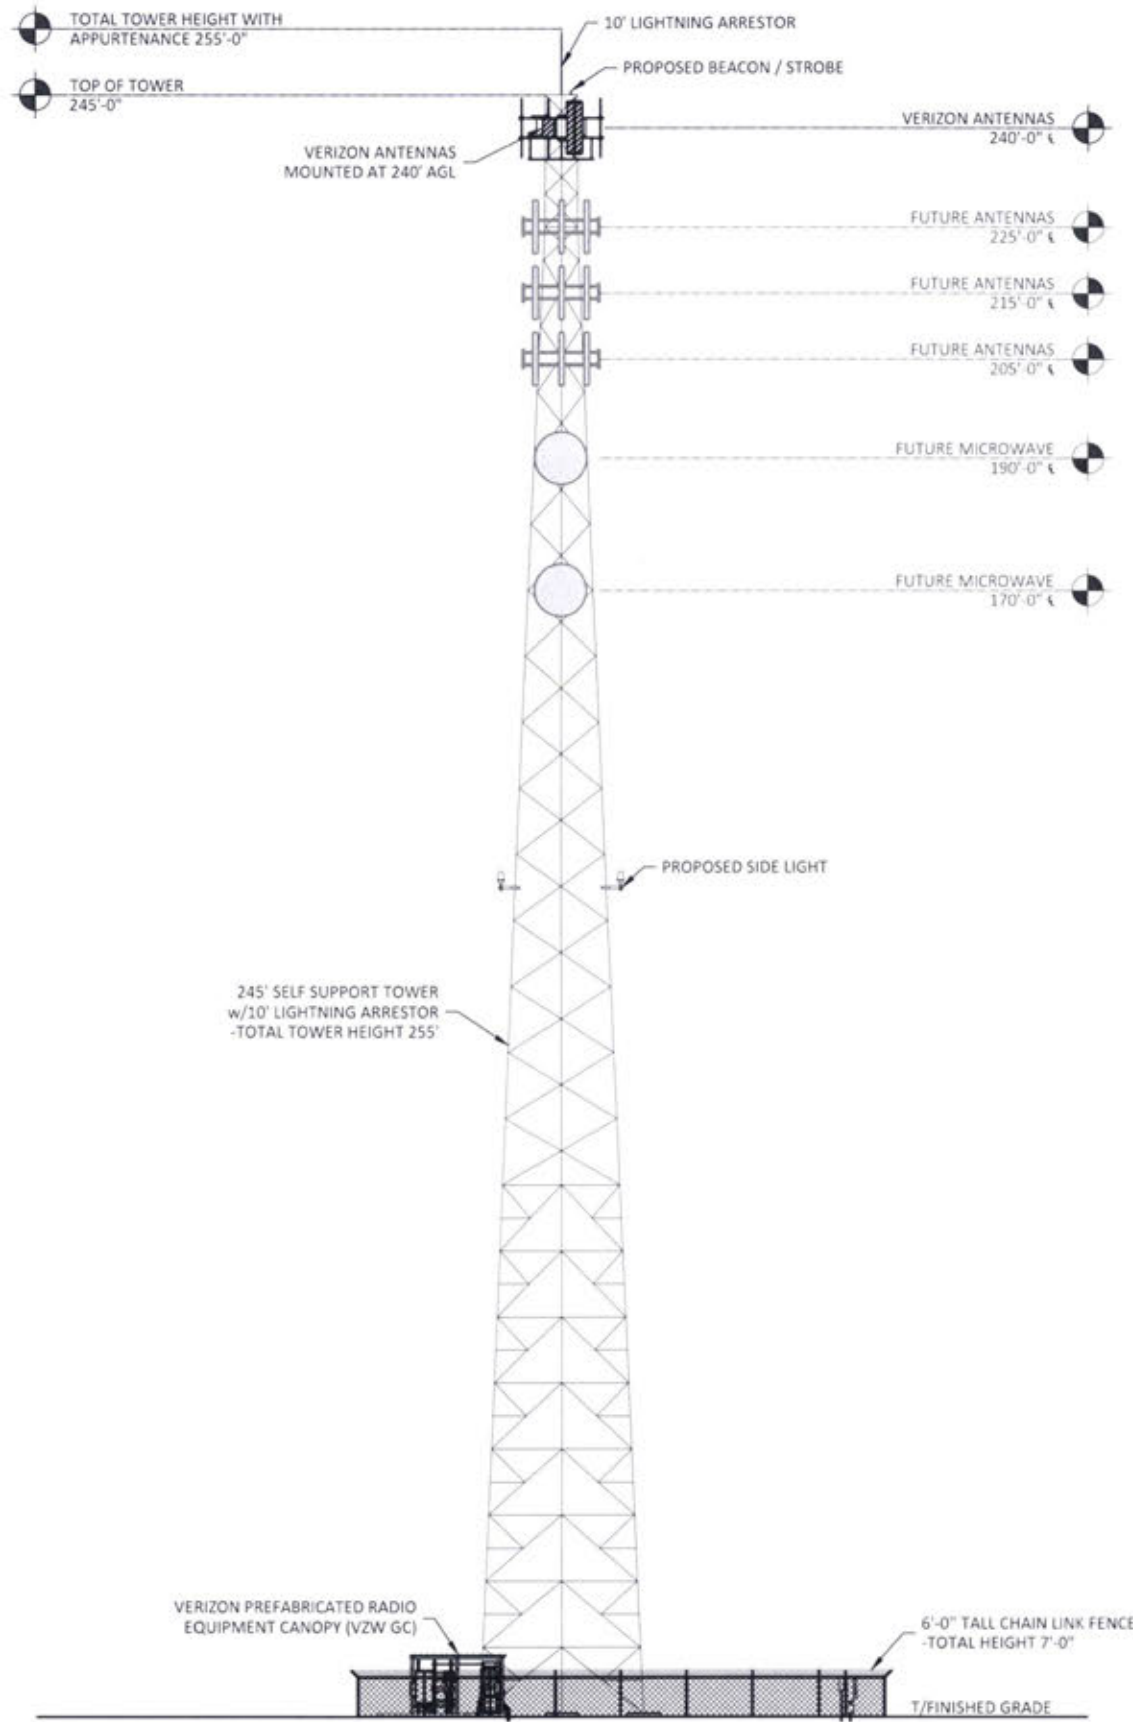 TOTAL TOWER HEIGHT WITH
APPURTENANCE 255'-0"
10' LIGHTNING ARRESTOR
PROPOSED BEACON / STROBE
TOP OF TOWER
245'-0"
VERIZON ANTENNAS
240'-0" ℄
VERIZON ANTENNAS
MOUNTED AT 240' AGL
FUTURE ANTENNAS
225'-0" ℄
FUTURE ANTENNAS
215'-0" ℄
FUTURE ANTENNAS
205'-0" ℄
FUTURE MICROWAVE
190'-0" ℄
FUTURE MICROWAVE
170'-0" ℄
PROPOSED SIDE LIGHT
245' SELF SUPPORT TOWER
w/10' LIGHTNING ARRESTOR
-TOTAL TOWER HEIGHT 255'
VERIZON PREFABRICATED RADIO
EQUIPMENT CANOPY (VZW GC)
6'-0" TALL CHAIN LINK FENCE
-TOTAL HEIGHT 7'-0"
T/FINISHED GRADE